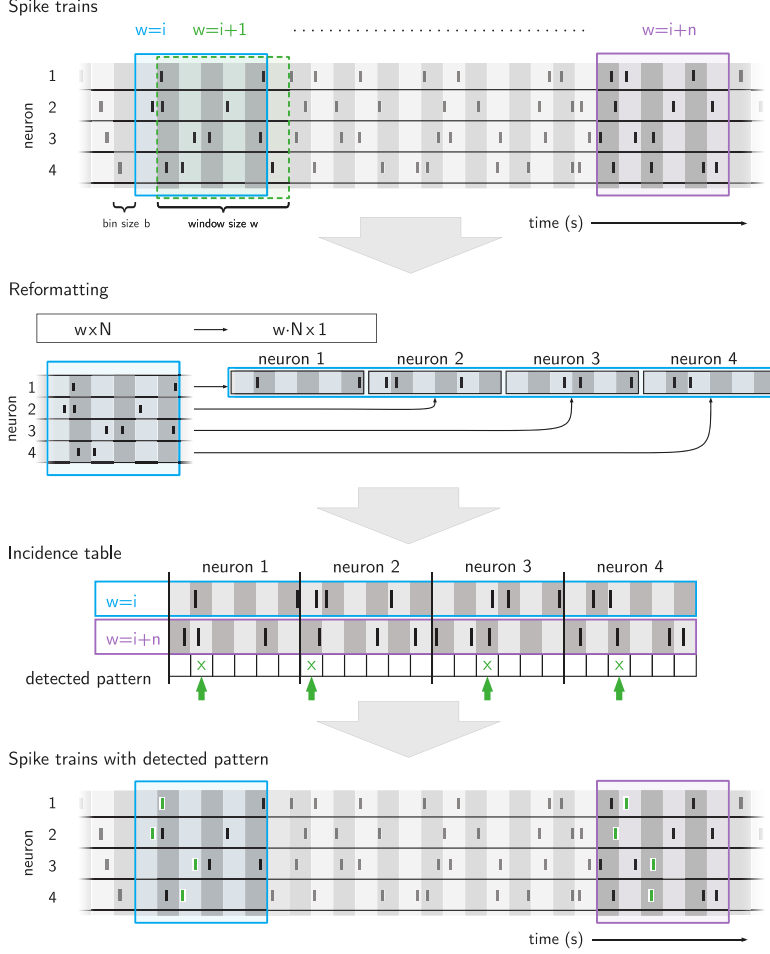 Spike trains
w=i w=i+1 w=i+n
neuron
1
2
3
4
bin size b window size w time (s)
Reformatting
w×N w·N×1
neuron 1 neuron 2 neuron 3 neuron 4
neuron
1
2
3
4
Incidence table
neuron 1 neuron 2 neuron 3 neuron 4
w=i
w=i+n
× × × ×
detected pattern
Spike trains with detected pattern
neuron
1
2
3
4
time (s)